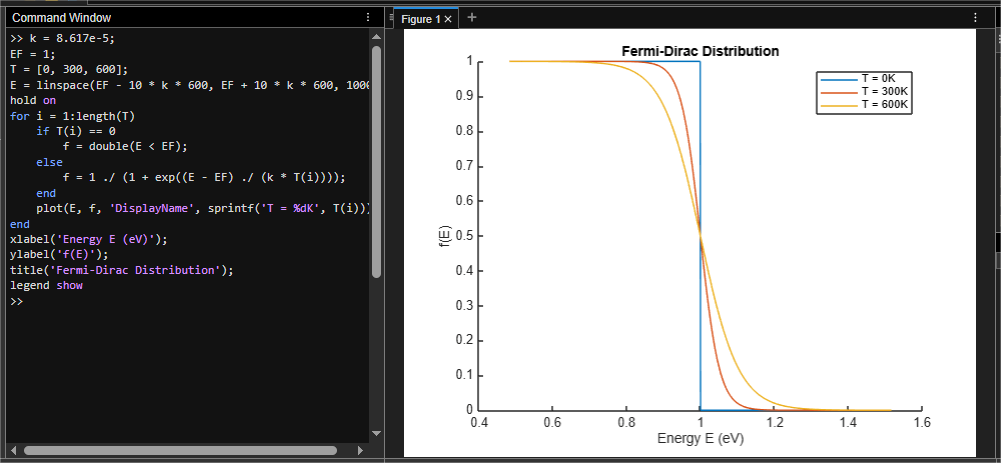 Command Window
>> k = 8.617e-5;
EF = 1;
T = [0, 300, 600];
E = linspace(EF - 10 * k * 600, EF + 10 * k * 600, 1000
hold on
for i = 1:length(T)
if T(i) == 0
f = double(E < EF);
else
f = 1 ./ (1 + exp((E - EF) ./ (k * T(i))));
end
plot(E, f, 'DisplayName', sprintf('T = %dK', T(i)))
end
xlabel('Energy E (eV)');
ylabel('f(E)');
title('Fermi-Dirac Distribution');
legend show
>>
Figure 1 × +
Fermi-Dirac Distribution
T = 0K
T = 300K
T = 600K
1
0.9
0.8
0.7
0.6
0.5
0.4
0.3
0.2
0.1
0
f(E)
0.4 0.6 0.8 1 1.2 1.4 1.6
Energy E (eV)